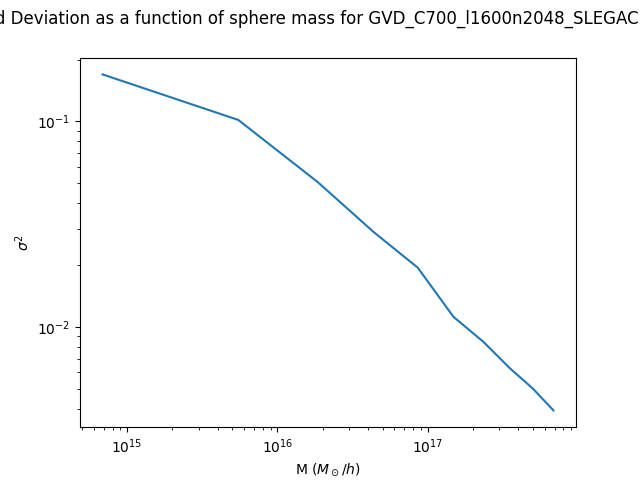 d Deviation as a function of sphere mass for GVD_C700_l1600n2048_SLEGAC
10⁻¹
σ²
10⁻²
10¹⁵
10¹⁶
10¹⁷
M (M⊙/h)